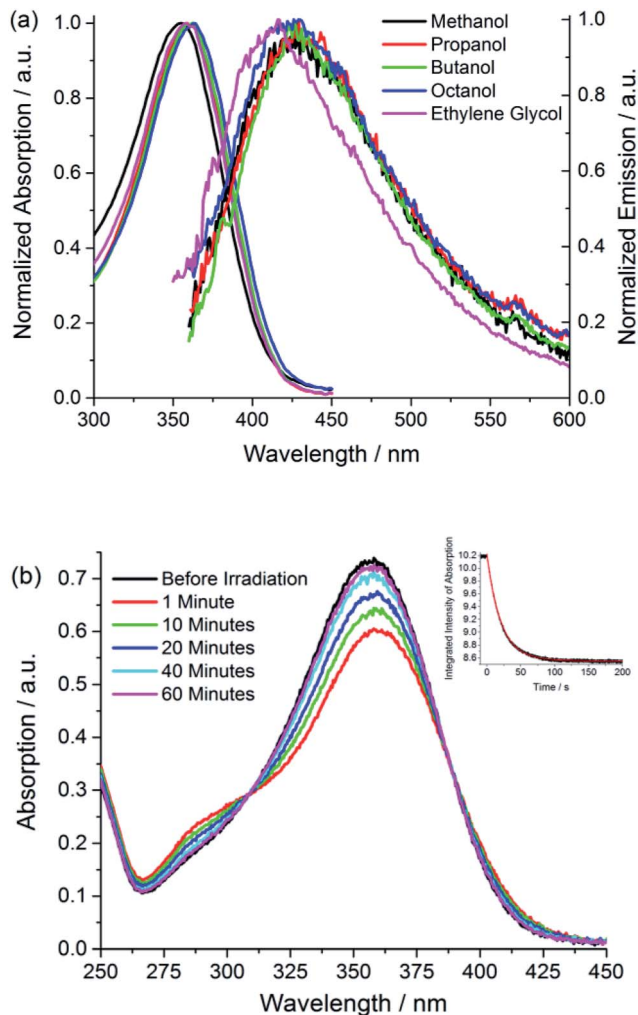 (a)
Methanol
Propanol
Butanol
Octanol
Ethylene Glycol
Normalized Absorption / a.u.
Normalized Emission / a.u.
1.0
0.8
0.6
0.4
0.2
0.0
1.0
0.8
0.6
0.4
0.2
0.0
300 350 400 450 500 550 600
Wavelength / nm
(b)
Before Irradiation
1 Minute
10 Minutes
20 Minutes
40 Minutes
60 Minutes
Absorption / a.u.
0.7
0.6
0.5
0.4
0.3
0.2
0.1
0.0
250 275 300 325 350 375 400 425 450
Wavelength / nm
Integrated Intensity of Absorption
10.2
9.8
9.6
9.4
9.2
9.0
8.8
8.6
0 50 100 150 200
Time / s